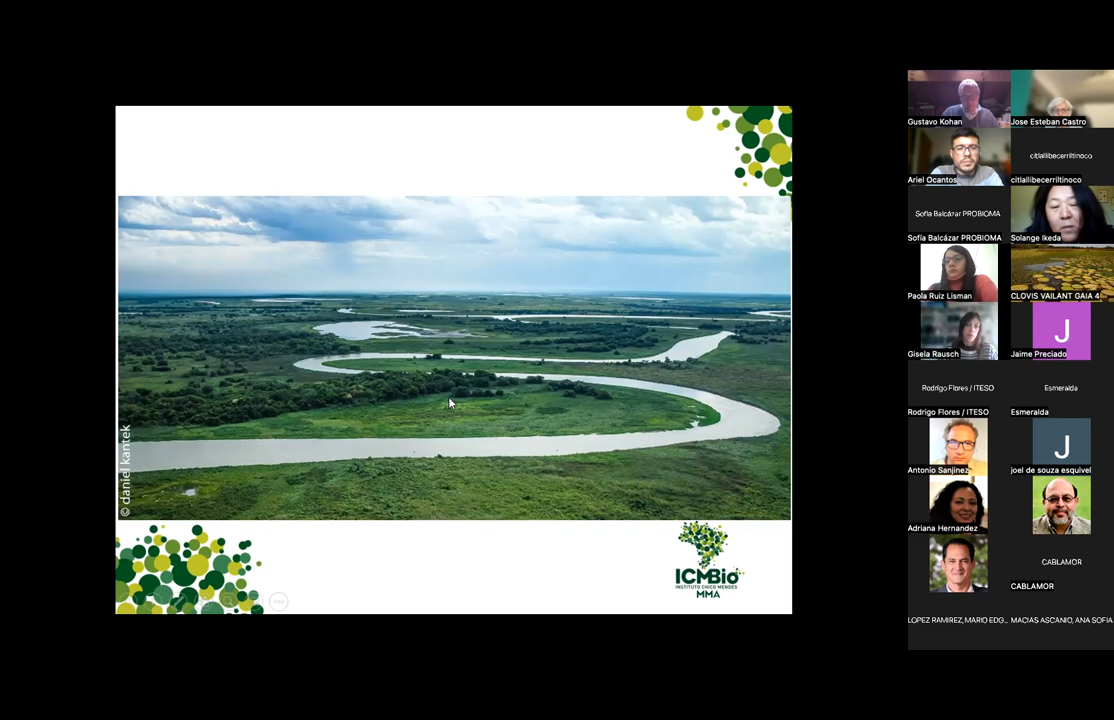 © daniel kantek
ICMBio
INSTITUTO CHICO MENDES
MMA
Gustavo Kohan
Jose Esteban Castro
Ariel Ocantos
citlallibecerriltinoco
citlallibecerriltinoco
Sofía Balcázar PROBIOMA
Sofía Balcázar PROBIOMA
Solange Ikeda
Paola Ruiz Lisman
CLOVIS VAILANT GAIA 4
Gisela Rausch
J
Jaime Preciado
Rodrigo Flores / ITESO
Rodrigo Flores / ITESO
Esmeralda
Esmeralda
Antonio Sanjinez
J
joel de souza esquivel
Adriana Hernandez
CABLAMOR
CABLAMOR
LOPEZ RAMIREZ, MARIO EDG...
MACIAS ASCANIO, ANA SOFIA